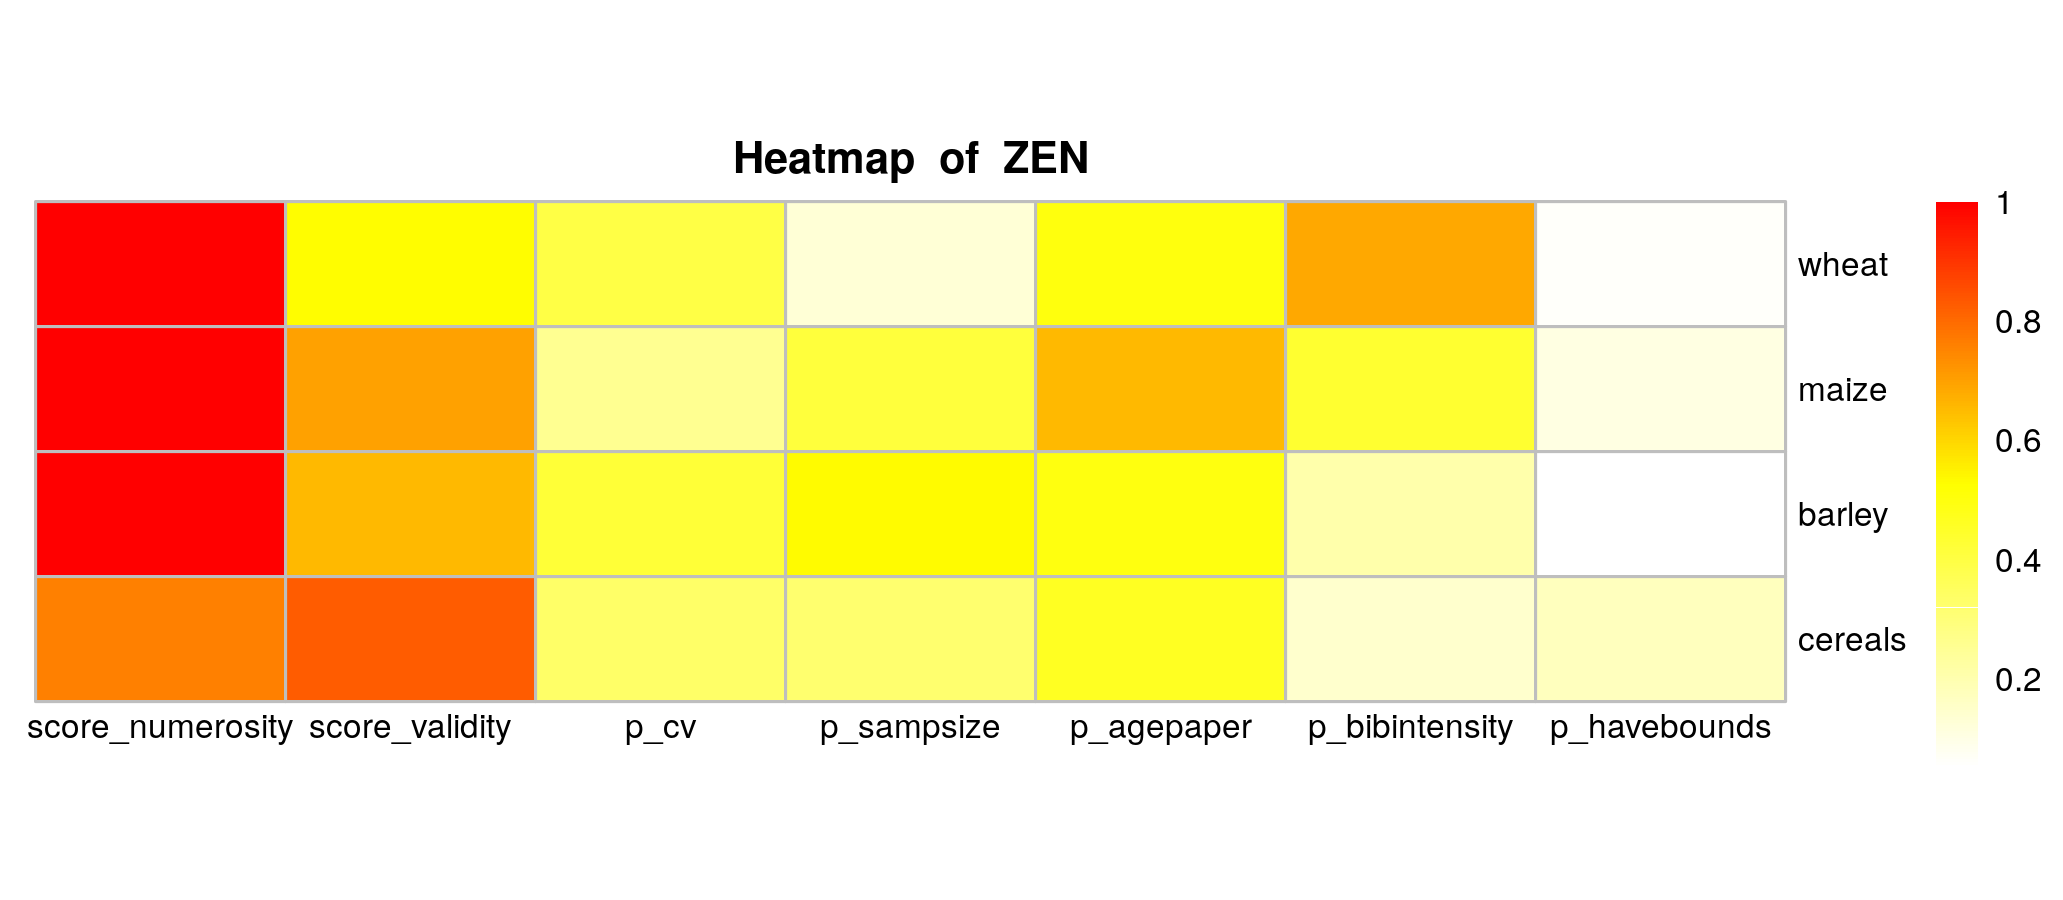 Heatmap of ZEN
1
wheat
0.8
maize
0.6
barley
0.4
cereals
0.2
score_numerosity score_validity p_cv p_sampsize p_agepaper p_bibintensity p_havebounds